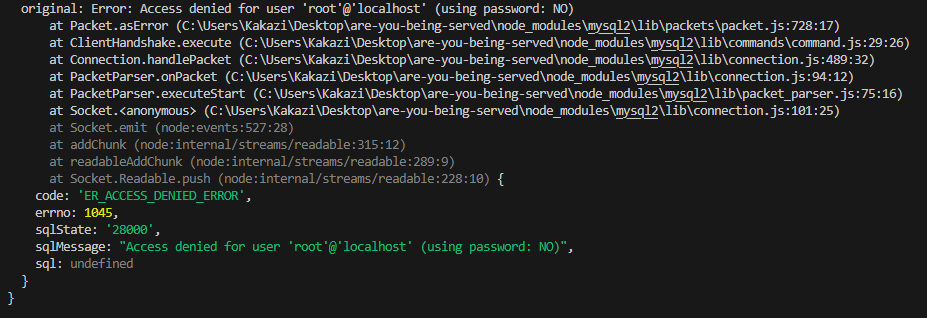 original: Error: Access denied for user 'root'@'localhost' (using password: NO)
at Packet.asError (C:\Users\Kakazi\Desktop\are-you-being-served\node_modules\mysql2\lib\packets\packet.js:728:17)
at ClientHandshake.execute (C:\Users\Kakazi\Desktop\are-you-being-served\node_modules\mysql2\lib\commands\command.js:29:26)
at Connection.handlePacket (C:\Users\Kakazi\Desktop\are-you-being-served\node_modules\mysql2\lib\connection.js:489:32)
at PacketParser.onPacket (C:\Users\Kakazi\Desktop\are-you-being-served\node_modules\mysql2\lib\connection.js:94:12)
at PacketParser.executeStart (C:\Users\Kakazi\Desktop\are-you-being-served\node_modules\mysql2\lib\packet_parser.js:75:16)
at Socket.<anonymous> (C:\Users\Kakazi\Desktop\are-you-being-served\node_modules\mysql2\lib\connection.js:101:25)
at Socket.emit (node:events:527:28)
at addChunk (node:internal/streams/readable:315:12)
at readableAddChunk (node:internal/streams/readable:289:9)
at Socket.Readable.push (node:internal/streams/readable:228:10) {
code: 'ER_ACCESS_DENIED_ERROR',
errno: 1045,
sqlState: '28000',
sqlMessage: "Access denied for user 'root'@'localhost' (using password: NO)",
sql: undefined
}
}